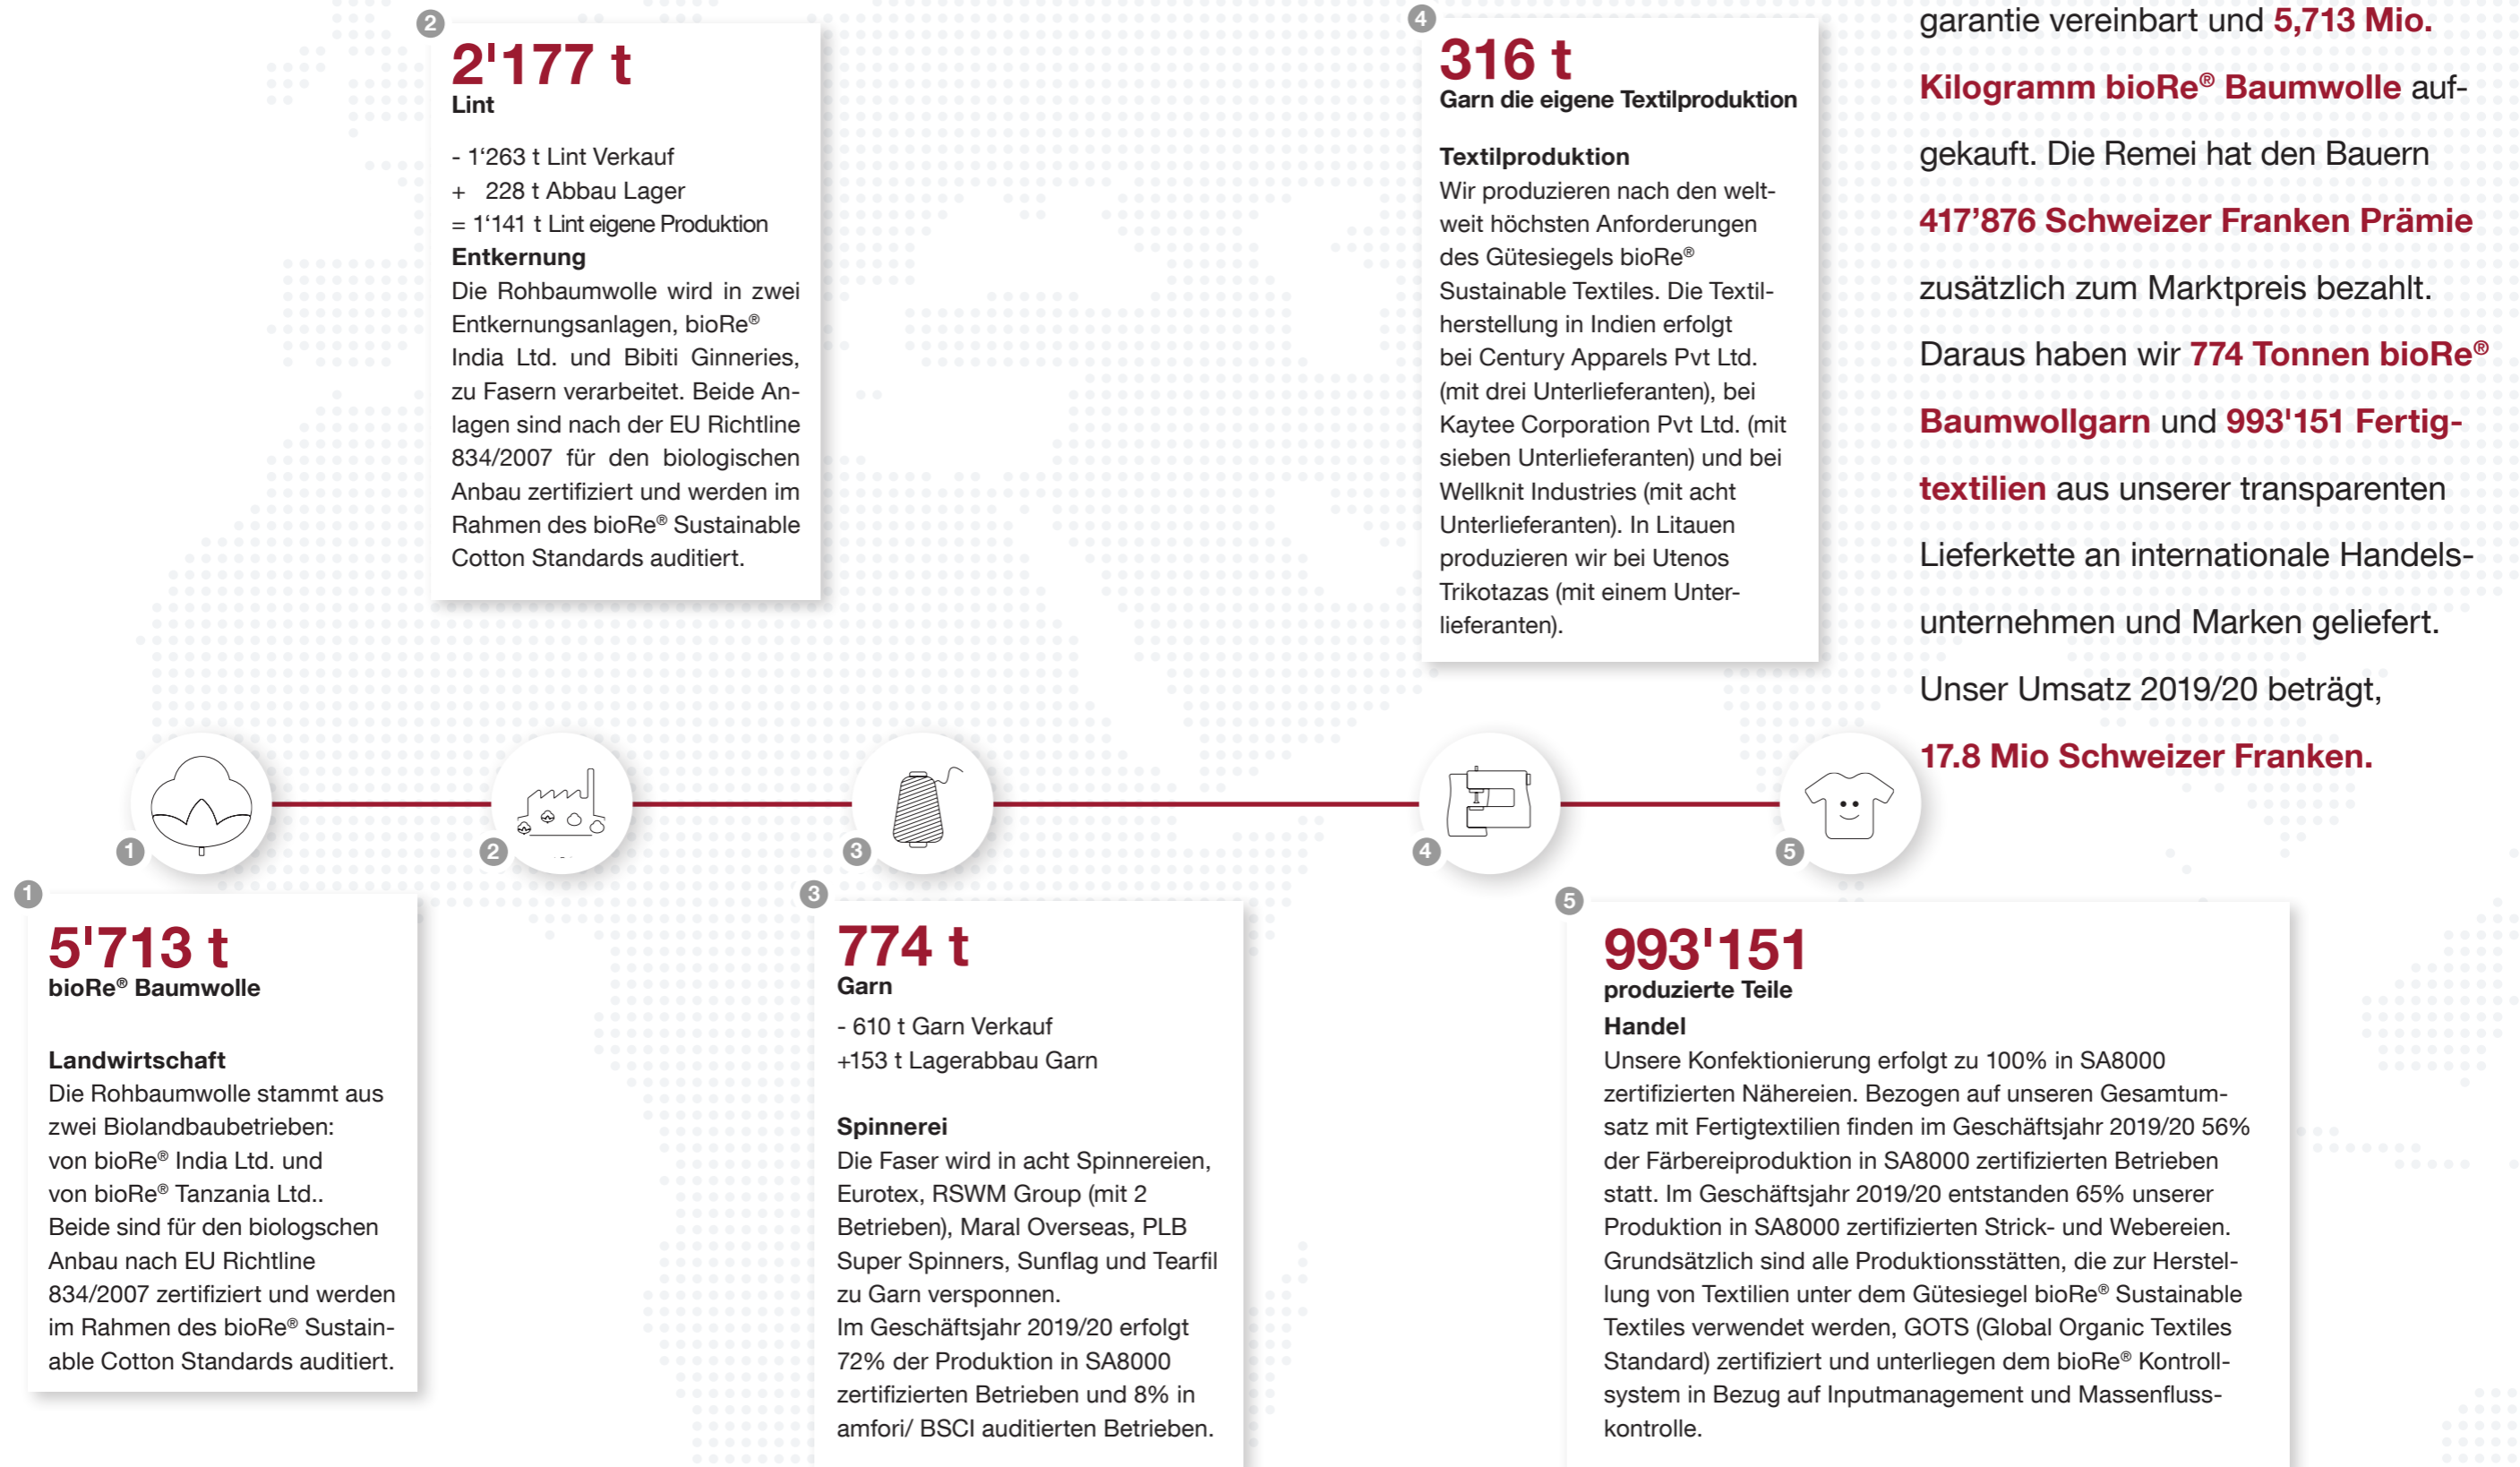 2
2'177 t
Lint
- 1‘263 t Lint Verkauf
+ 228 t Abbau Lager
= 1‘141 t Lint eigene Produktion
Entkernung
Die Rohbaumwolle wird in zwei
Entkernungsanlagen, bioRe®
India Ltd. und Bibiti Ginneries,
zu Fasern verarbeitet. Beide An-
lagen sind nach der EU Richtline
834/2007 für den biologischen
Anbau zertifiziert und werden im
Rahmen des bioRe® Sustainable
Cotton Standards auditiert.
4
316 t
Garn die eigene Textilproduktion
Textilproduktion
Wir produzieren nach den welt-
weit höchsten Anforderungen
des Gütesiegels bioRe®
Sustainable Textiles. Die Textil-
herstellung in Indien erfolgt
bei Century Apparels Pvt Ltd.
(mit drei Unterlieferanten), bei
Kaytee Corporation Pvt Ltd. (mit
sieben Unterlieferanten) und bei
Wellknit Industries (mit acht
Unterlieferanten). In Litauen
produzieren wir bei Utenos
Trikotazas (mit einem Unter-
lieferanten).
garantie vereinbart und 5,713 Mio.
Kilogramm bioRe® Baumwolle auf-
gekauft. Die Remei hat den Bauern
417’876 Schweizer Franken Prämie
zusätzlich zum Marktpreis bezahlt.
Daraus haben wir 774 Tonnen bioRe®
Baumwollgarn und 993'151 Fertig-
textilien aus unserer transparenten
Lieferkette an internationale Handels-
unternehmen und Marken geliefert.
Unser Umsatz 2019/20 beträgt,
17.8 Mio Schweizer Franken.
1
2
3
4
5
1
5'713 t
bioRe® Baumwolle
Landwirtschaft
Die Rohbaumwolle stammt aus
zwei Biolandbaubetrieben:
von bioRe® India Ltd. und
von bioRe® Tanzania Ltd..
Beide sind für den biologschen
Anbau nach EU Richtline
834/2007 zertifiziert und werden
im Rahmen des bioRe® Sustain-
able Cotton Standards auditiert.
3
774 t
Garn
- 610 t Garn Verkauf
+153 t Lagerabbau Garn
Spinnerei
Die Faser wird in acht Spinnereien,
Eurotex, RSWM Group (mit 2
Betrieben), Maral Overseas, PLB
Super Spinners, Sunflag und Tearfil
zu Garn versponnen.
Im Geschäftsjahr 2019/20 erfolgt
72% der Produktion in SA8000
zertifizierten Betrieben und 8% in
amfori/ BSCI auditierten Betrieben.
5
993'151
produzierte Teile
Handel
Unsere Konfektionierung erfolgt zu 100% in SA8000
zertifizierten Nähereien. Bezogen auf unseren Gesamtum-
satz mit Fertigtextilien finden im Geschäftsjahr 2019/20 56%
der Färbereiproduktion in SA8000 zertifizierten Betrieben
statt. Im Geschäftsjahr 2019/20 entstanden 65% unserer
Produktion in SA8000 zertifizierten Strick- und Webereien.
Grundsätzlich sind alle Produktionsstätten, die zur Herstel-
lung von Textilien unter dem Gütesiegel bioRe® Sustainable
Textiles verwendet werden, GOTS (Global Organic Textiles
Standard) zertifiziert und unterliegen dem bioRe® Kontroll-
system in Bezug auf Inputmanagement und Massenfluss-
kontrolle.